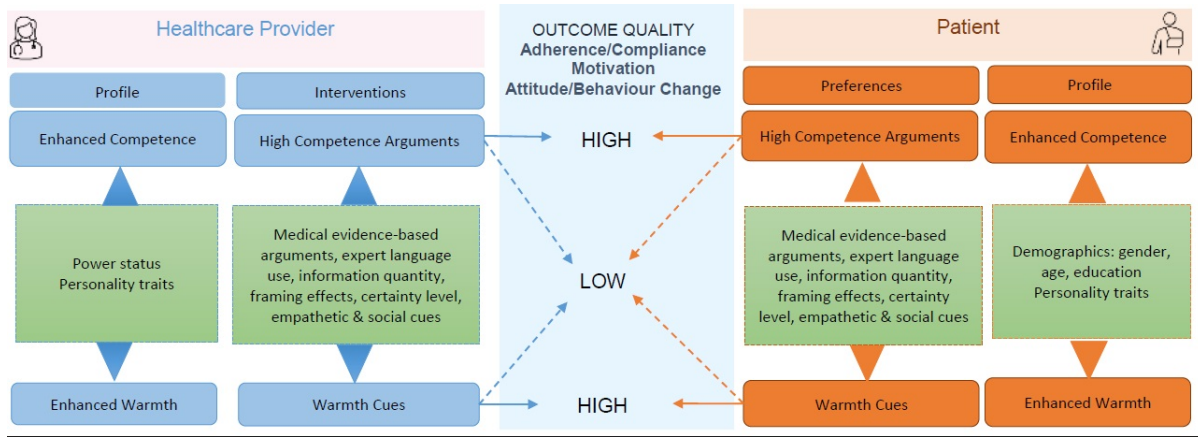 Healthcare Provider
Profile
Enhanced Competence
Power status
Personality traits
Enhanced Warmth
Interventions
High Competence Arguments
Medical evidence-based
arguments, expert language
use, information quantity,
framing effects, certainty level,
empathetic & social cues
Warmth Cues
OUTCOME QUALITY
Adherence/Compliance
Motivation
Attitude/Behaviour Change
HIGH
LOW
HIGH
Patient
Preferences
High Competence Arguments
Medical evidence-based
arguments, expert language
use, information quantity,
framing effects, certainty
level, empathetic & social cues
Warmth Cues
Profile
Enhanced Competence
Demographics: gender,
age, education
Personality traits
Enhanced Warmth